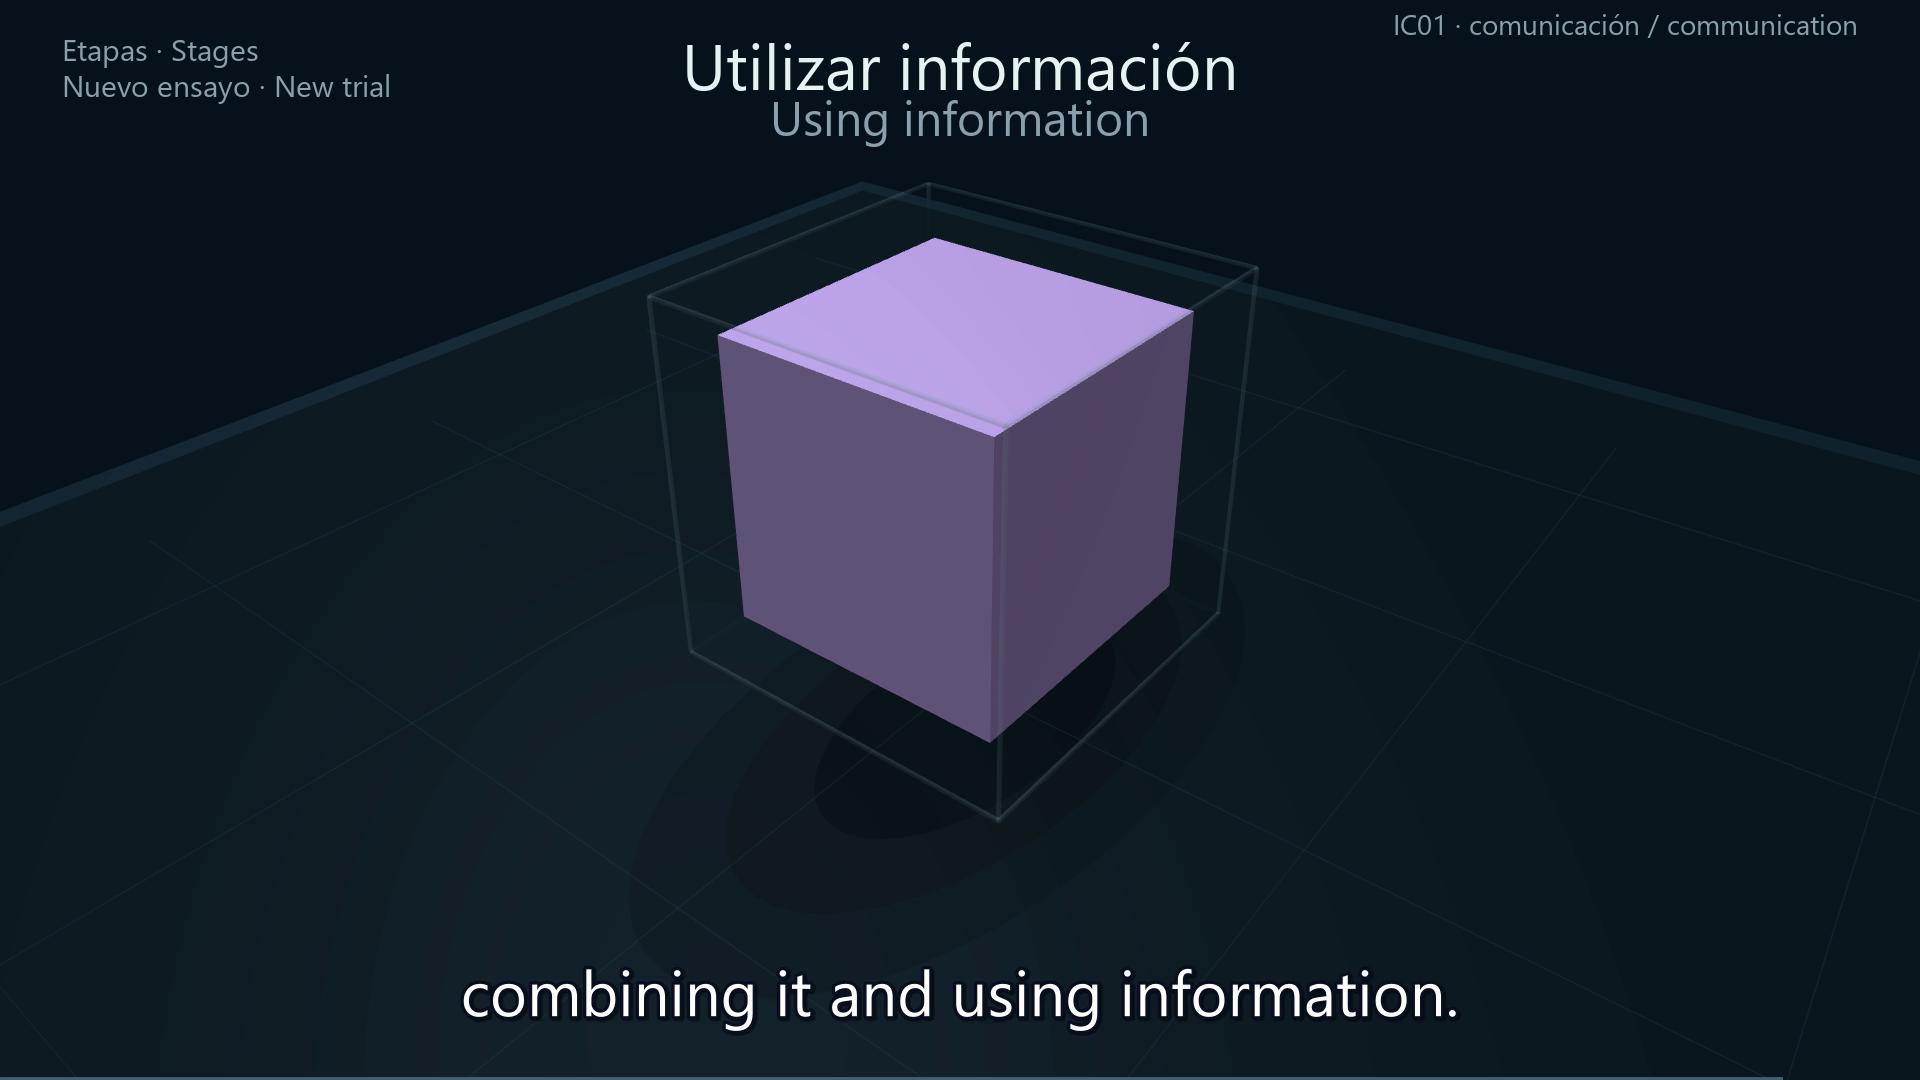 Etapas · Stages
Nuevo ensayo · New trial
Utilizar información
Using information
IC01 · comunicación / communication
combining it and using information.